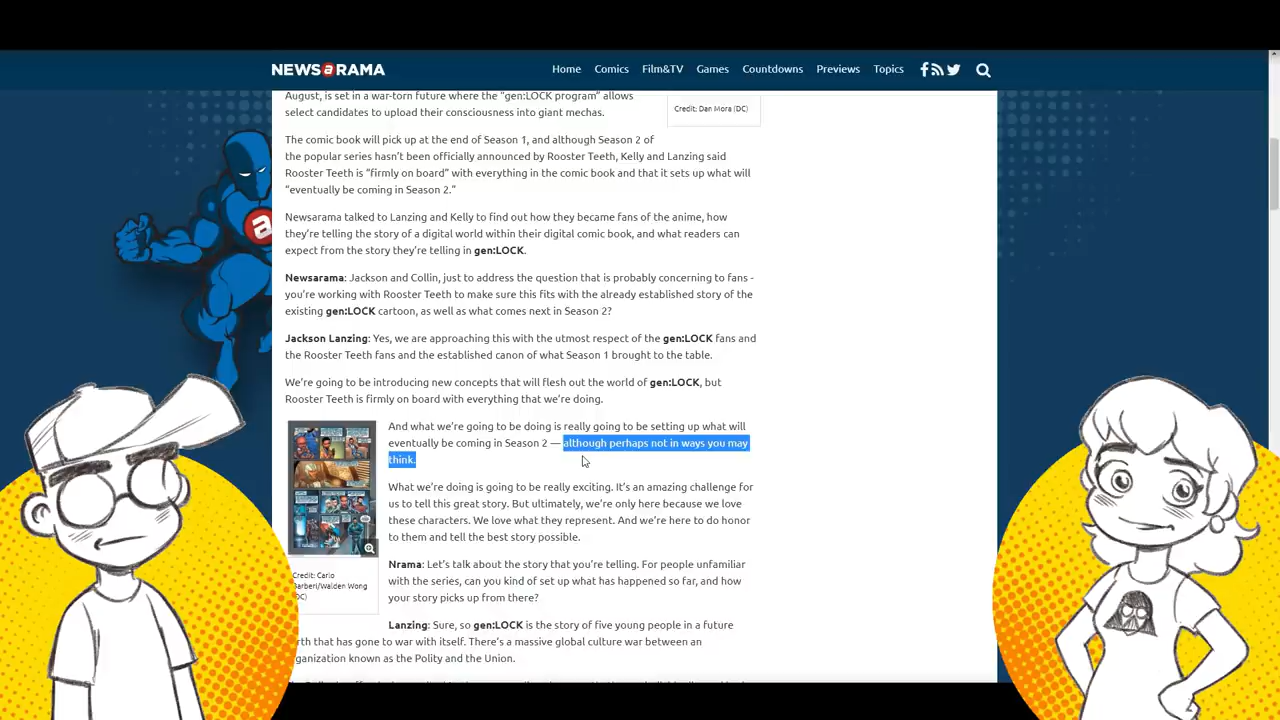 NEWSaRAMA
Home Comics Film&TV Games Countdowns Previews Topics
August, is set in a war-torn future where the "gen:LOCK program" allows
select candidates to upload their consciousness into giant mechas.
Credit: Dan Mora (DC)
The comic book will pick up at the end of Season 1, and although Season 2 of
the popular series hasn't been officially announced by Rooster Teeth, Kelly and Lanzing said
Rooster Teeth is "firmly on board" with everything in the comic book and that it sets up what will
"eventually be coming in Season 2."
Newsarama talked to Lanzing and Kelly to find out how they became fans of the anime, how
they're telling the story of a digital world within their digital comic book, and what readers can
expect from the story they're telling in gen:LOCK.
Newsarama: Jackson and Collin, just to address the question that is probably concerning to fans -
you're working with Rooster Teeth to make sure this fits with the already established story of the
existing gen:LOCK cartoon, as well as what comes next in Season 2?
Jackson Lanzing: Yes, we are approaching this with the utmost respect of the gen:LOCK fans and
the Rooster Teeth fans and the established canon of what Season 1 brought to the table.
We're going to be introducing new concepts that will flesh out the world of gen:LOCK, but
Rooster Teeth is firmly on board with everything that we're doing.
And what we're going to be doing is really going to be setting up what will
eventually be coming in Season 2 — although perhaps not in ways you may
think.
What we're doing is going to be really exciting. It's an amazing challenge for
us to tell this great story. But ultimately, we're only here because we love
these characters. We love what they represent. And we're here to do honor
to them and tell the best story possible.
Credit: Carlo
Barberi/Walden Wong
(DC)
Nrama: Let's talk about the story that you're telling. For people unfamiliar
with the series, can you kind of set up what has happened so far, and how
your story picks up from there?
Lanzing: Sure, so gen:LOCK is the story of five young people in a future
rth that has gone to war with itself. There's a massive global culture war between an
ganization known as the Polity and the Union.